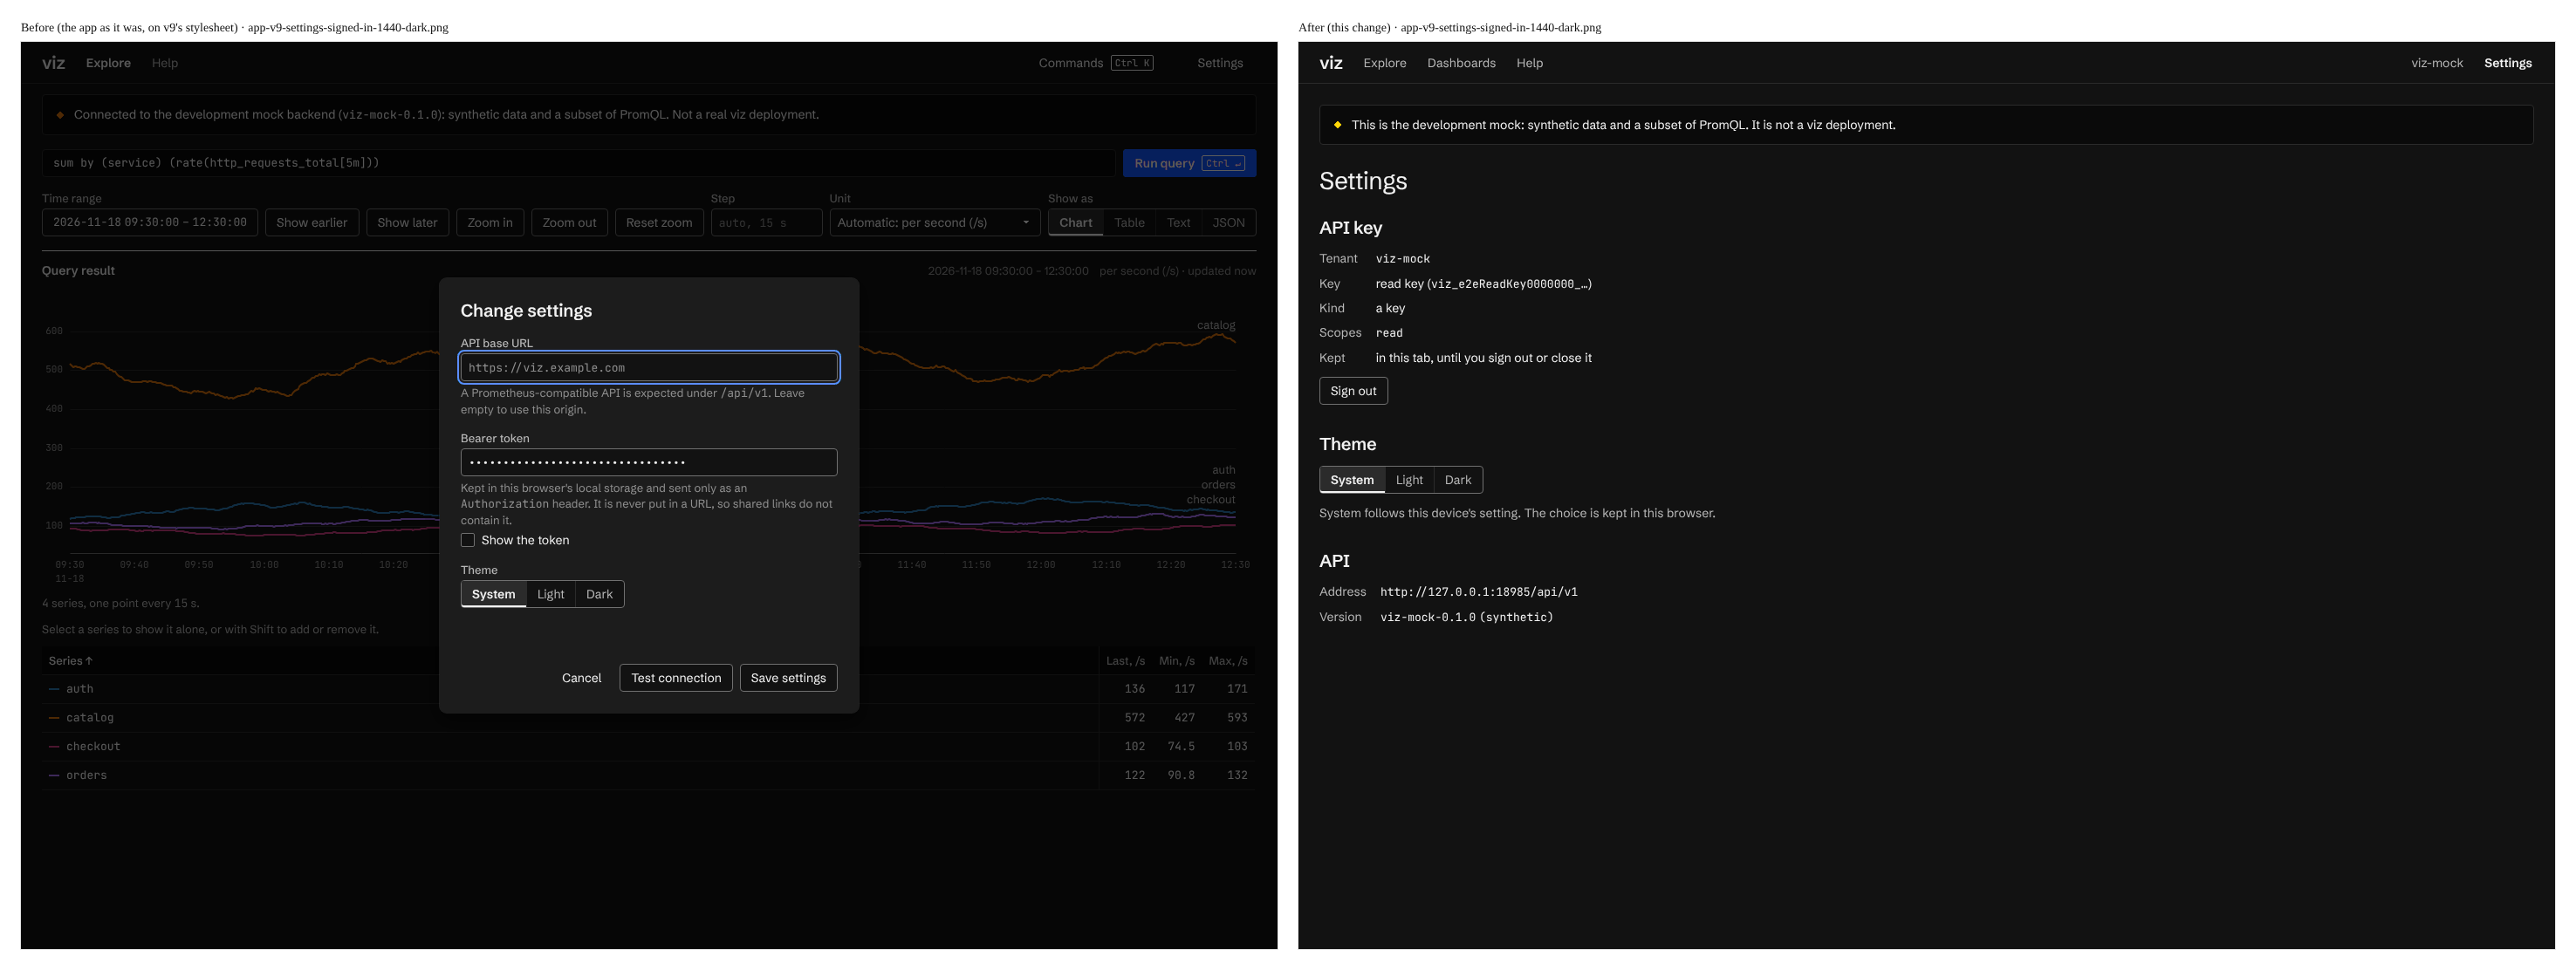 Before (the app as it was, on v9's stylesheet) · app-v9-settings-signed-in-1440-dark.png
viz Explore Help Commands Ctrl K Settings
Connected to the development mock backend (viz-mock-0.1.0): synthetic data and a subset of PromQL. Not a real viz deployment.
sum by (service) (rate(http_requests_total[5m])) Run query Ctrl ↵
Time range Step Unit Show as
2026-11-18 09:30:00 – 12:30:00 Show earlier Show later Zoom in Zoom out Reset zoom auto, 15 s Automatic: per second (/s) Chart Table Text JSON
Query result 2026-11-18 09:30:00 – 12:30:00 per second (/s) · updated now
600
500
400
300
200
100
catalog
auth
orders
checkout
09:30 09:40 09:50 10:00 10:10 10:20 11:40 11:50 12:00 12:10 12:20 12:30
11-18
4 series, one point every 15 s.
Select a series to show it alone, or with Shift to add or remove it.
Series ↑ Last, /s Min, /s Max, /s
auth 136 117 171
catalog 572 427 593
checkout 102 74.5 103
orders 122 90.8 132
Change settings
API base URL
https://viz.example.com
A Prometheus-compatible API is expected under /api/v1. Leave
empty to use this origin.
Bearer token
••••••••••••••••••••••••••••••••
Kept in this browser's local storage and sent only as an
Authorization header. It is never put in a URL, so shared links do not
contain it.
Show the token
Theme
System Light Dark
Cancel Test connection Save settings
After (this change) · app-v9-settings-signed-in-1440-dark.png
viz Explore Dashboards Help viz-mock Settings
This is the development mock: synthetic data and a subset of PromQL. It is not a viz deployment.
Settings
API key
Tenant viz-mock
Key read key (viz_e2eReadKey0000000_…)
Kind a key
Scopes read
Kept in this tab, until you sign out or close it
Sign out
Theme
System Light Dark
System follows this device's setting. The choice is kept in this browser.
API
Address http://127.0.0.1:18985/api/v1
Version viz-mock-0.1.0 (synthetic)